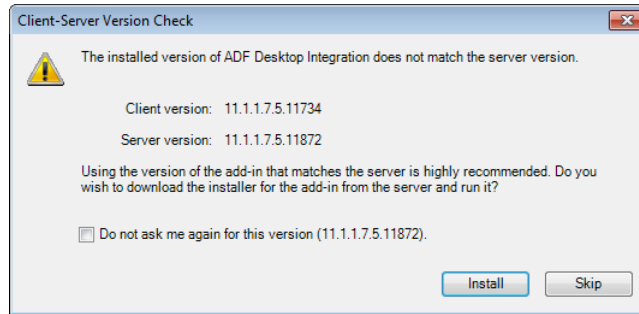 Client-Server Version Check
The installed version of ADF Desktop Integration does not match the server version.
Client version: 11.1.1.7.5.11734
Server version: 11.1.1.7.5.11872
Using the version of the add-in that matches the server is highly recommended. Do you
wish to download the installer for the add-in from the server and run it?
Do not ask me again for this version (11.1.1.7.5.11872).
Install Skip